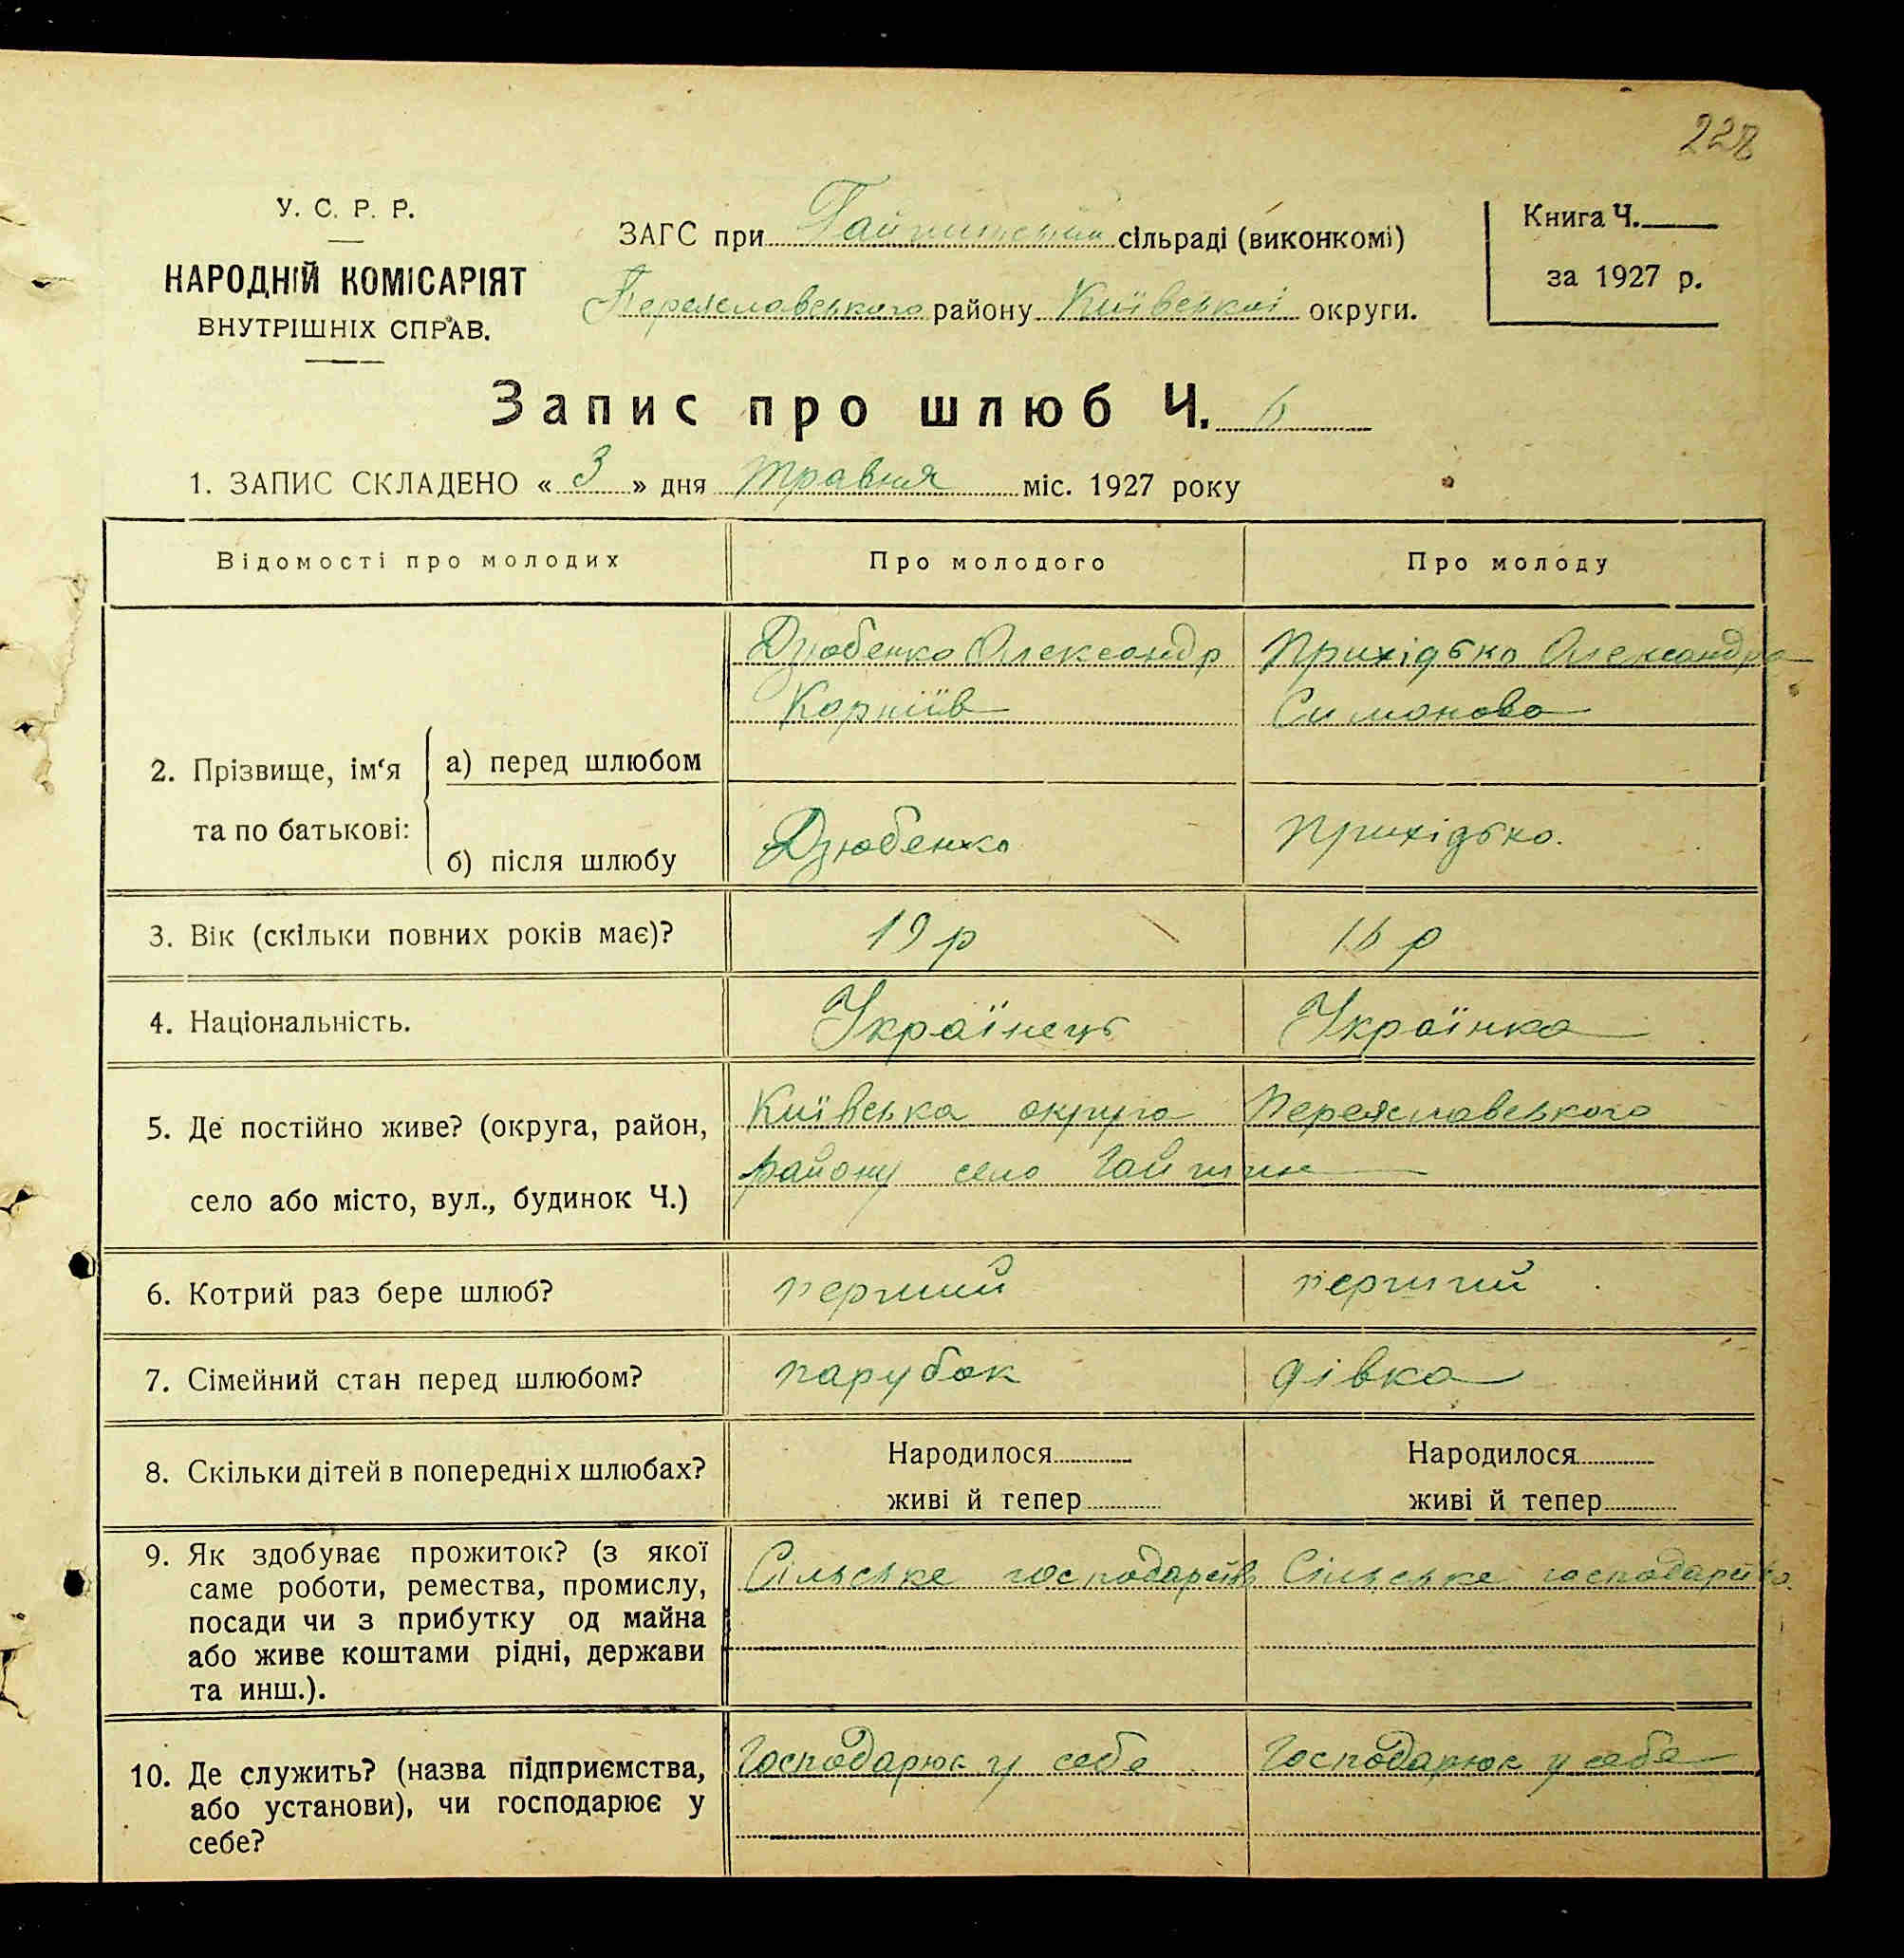 228
У. С. Р. Р.
НАРОДНІЙ КОМІСАРІЯТ
ВНУТРІШНІХ СПРАВ.
ЗАГС при Гайшинській сільраді (виконкомі)
Переяславського району Київської округи.
Книга Ч.
за 1927 р.
Запис про шлюб Ч. 6
1. ЗАПИС СКЛАДЕНО « 3 » дня травня міс. 1927 року
Відомості про молодих Про молодого Про молоду
2. Прізвище, ім‘я та по батькові:
а) перед шлюбом
Дзюбенко Олександр
Корніїв
Прихідько Олександра
Симонова
б) після шлюбу
Дзюбенко
Прихідько.
3. Вік (скільки повних років має)? 19 р 16 р
4. Національність. Українець Українка
5. Де постійно живе? (округа, район,
село або місто, вул., будинок Ч.)
Київська округа Переяславського
району село Гайшин
6. Котрий раз бере шлюб? перший перший
7. Сімейний стан перед шлюбом? парубок дівка
8. Скільки дітей в попередніх шлюбах?
Народилося
живі й тепер
Народилося
живі й тепер
9. Як здобуває прожиток? (з якої
саме роботи, ремества, промислу,
посади чи з прибутку од майна
або живе коштами рідні, держави
та инш.).
Сільське господарств Сільське господарство
10. Де служить? (назва підприємства,
або установи), чи господарює у
себе?
Господарює у себе Господарює у себе